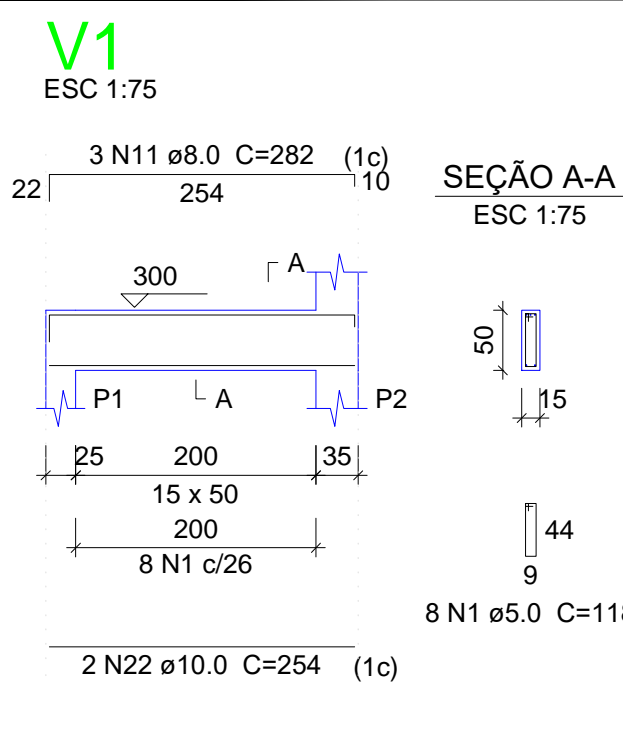 V1
ESC 1:75
3 N11 ø8.0 C=282 (1c)
22
254
10
SEÇÃO A-A
ESC 1:75
A
300
50
15
P1
A
P2
25
200
35
15 x 50
200
8 N1 c/26
44
9
8 N1 ø5.0 C=118
2 N22 ø10.0 C=254 (1c)